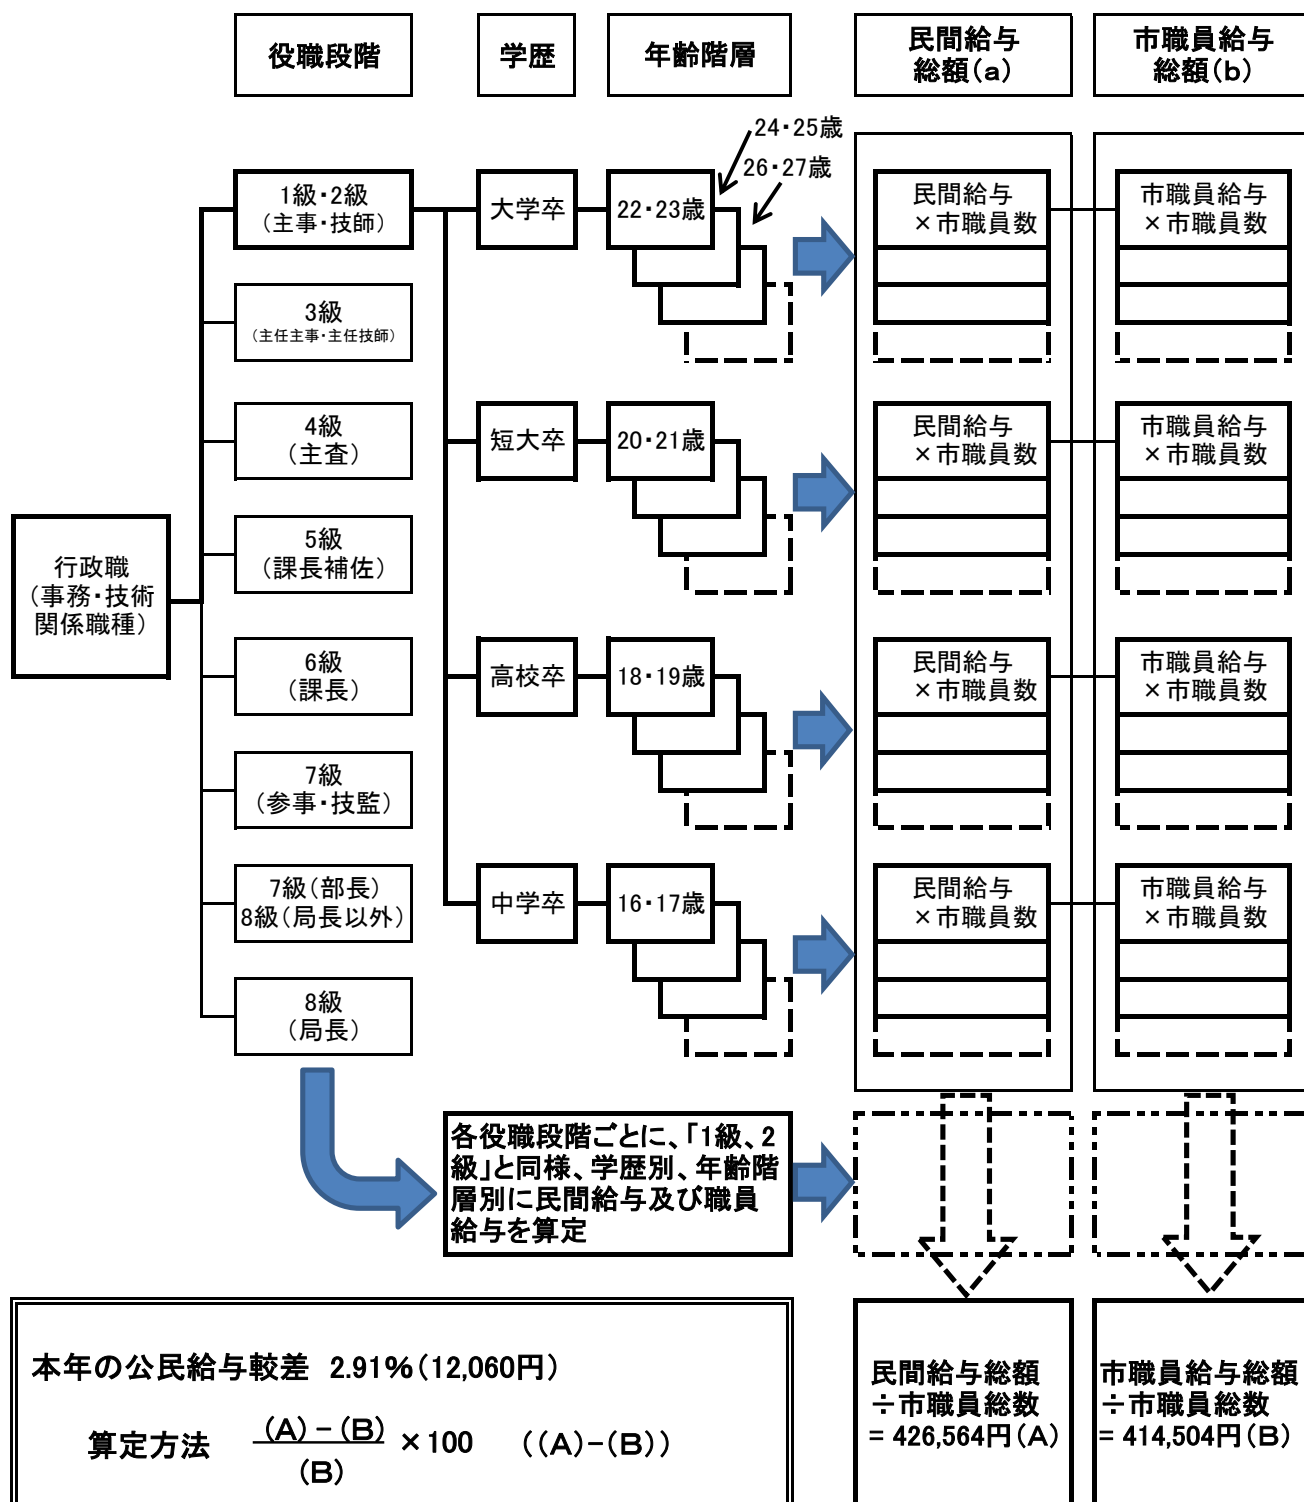 役職段階
学歴
年齢階層
民間給与
総額(a)
市職員給与
総額(b)
24・25歳
26・27歳
1級・2級
(主事・技師)
大学卒
22・23歳
民間給与
×市職員数
市職員給与
×市職員数
3級
(主任主事・主任技師)
4級
(主査)
短大卒
20・21歳
民間給与
×市職員数
市職員給与
×市職員数
5級
(課長補佐)
行政職
(事務・技術
関係職種)
6級
(課長)
高校卒
18・19歳
民間給与
×市職員数
市職員給与
×市職員数
7級
(参事・技監)
7級(部長)
8級(局長以外)
中学卒
16・17歳
民間給与
×市職員数
市職員給与
×市職員数
8級
(局長)
各役職段階ごとに、「1級、2
級」と同様、学歴別、年齢階
層別に民間給与及び職員
給与を算定
本年の公民給与較差 2.91%(12,060円)
算定方法 (A)-(B) ×100 ((A)-(B))
(B)
民間給与総額
÷市職員総数
= 426,564円(A)
市職員給与総額
÷市職員総数
= 414,504円(B)